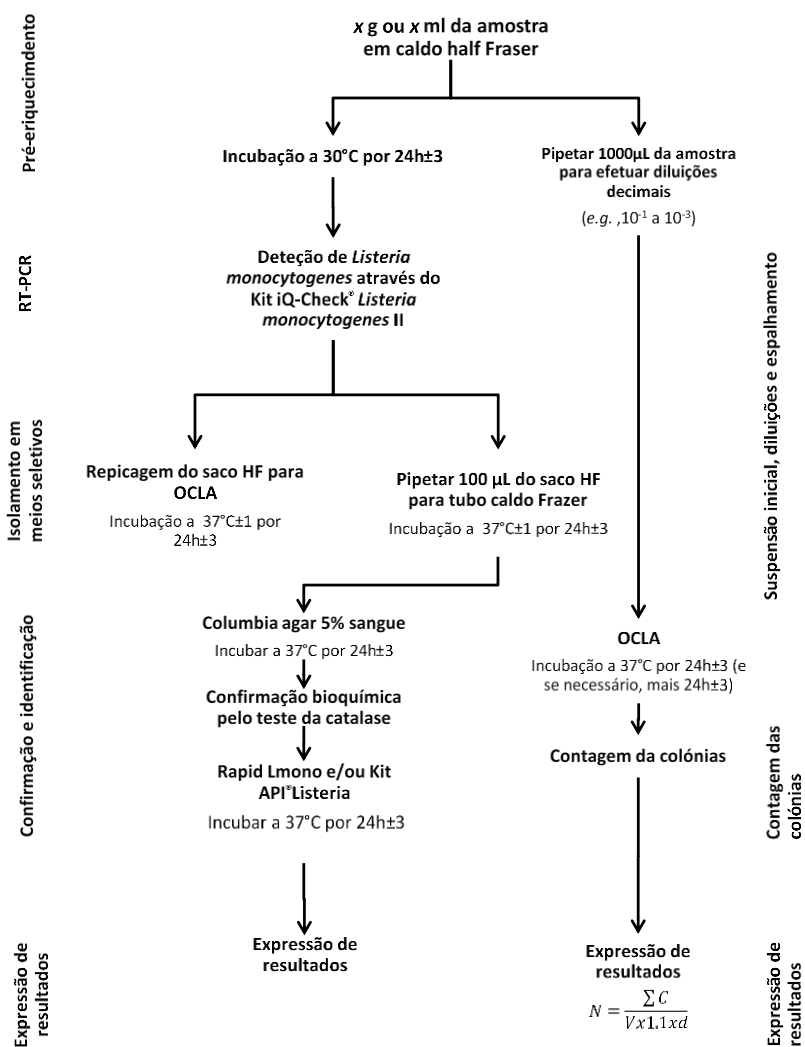 x g ou x ml da amostra
em caldo half Fraser
Pré-eriquecimdento
Incubação a 30°C por 24h±3
Pipetar 1000µL da amostra
para efetuar diluições
decimais
(e.g. ,10⁻¹ a 10⁻³)
RT-PCR
Deteção de Listeria
monocytogenes através do
Kit iQ-Check® Listeria
monocytogenes II
Suspensão inicial, diluições e espalhamento
Isolamento em
meios seletivos
Repicagem do saco HF para
OCLA
Incubação a 37°C±1 por
24h±3
Pipetar 100 µL do saco HF
para tubo caldo Frazer
Incubação a 37°C±1 por 24h±3
Confirmação e identificação
Columbia agar 5% sangue
Incubar a 37°C por 24h±3
Confirmação bioquímica
pelo teste da catalase
Rapid Lmono e/ou Kit
API®Listeria
Incubar a 37°C por 24h±3
OCLA
Incubação a 37°C por 24h±3 (e
se necessário, mais 24h±3)
Contagem da colónias
Contagem das
colónias
Expressão de
resultados
Expressão de
resultados
Expressão de
resultados
N = ∑ C / Vx1.1xd
Expressão de
resultados